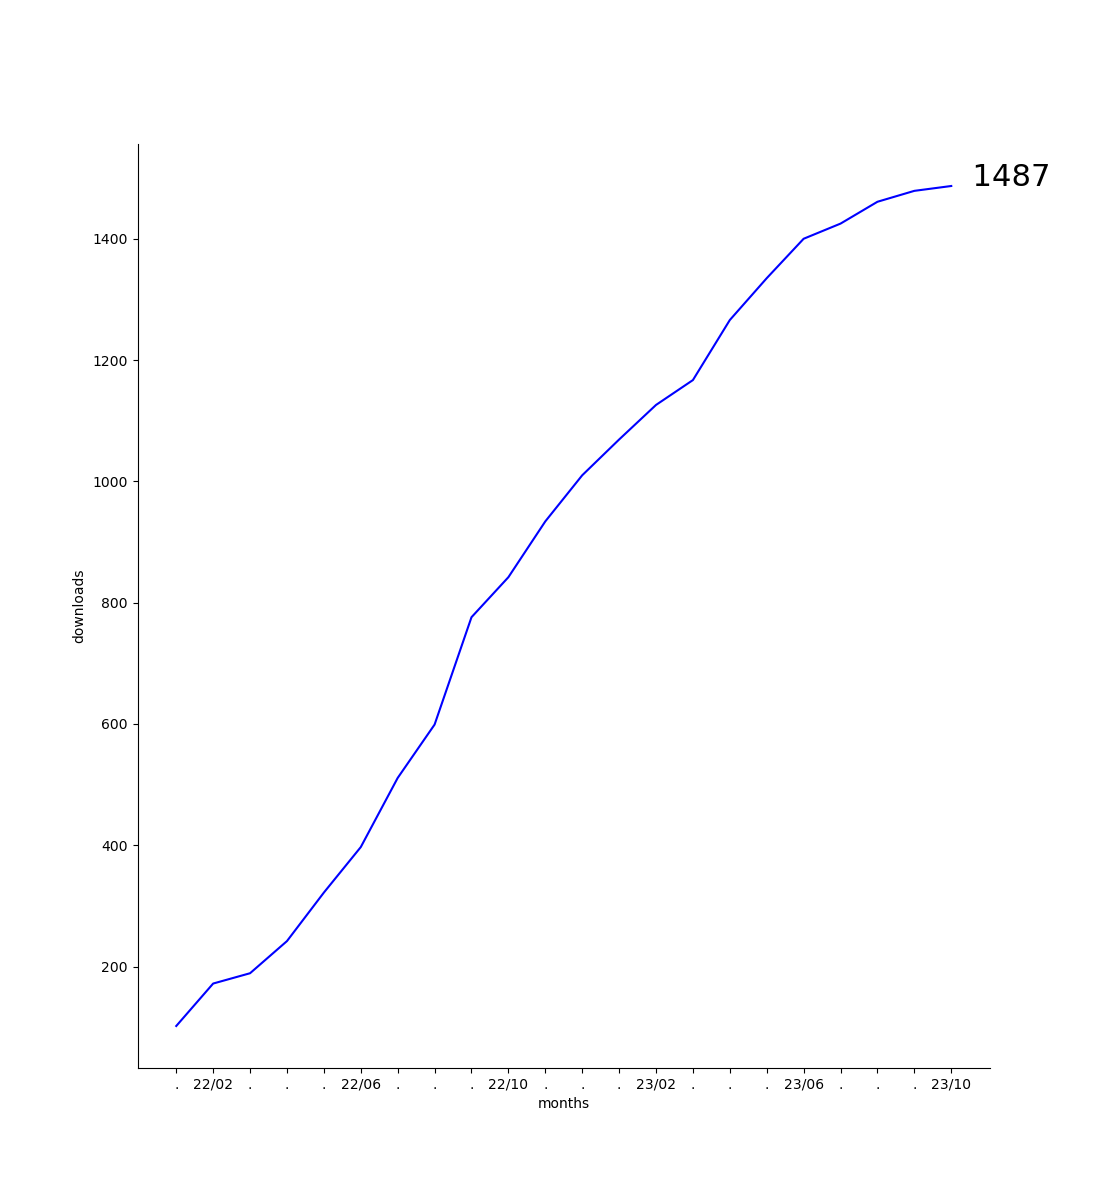 1487
1400
1200
1000
800
600
400
200
downloads
. 22/02 . . . 22/06 . . . 22/10 . . . 23/02 . . . 23/06 . . . 23/10
months